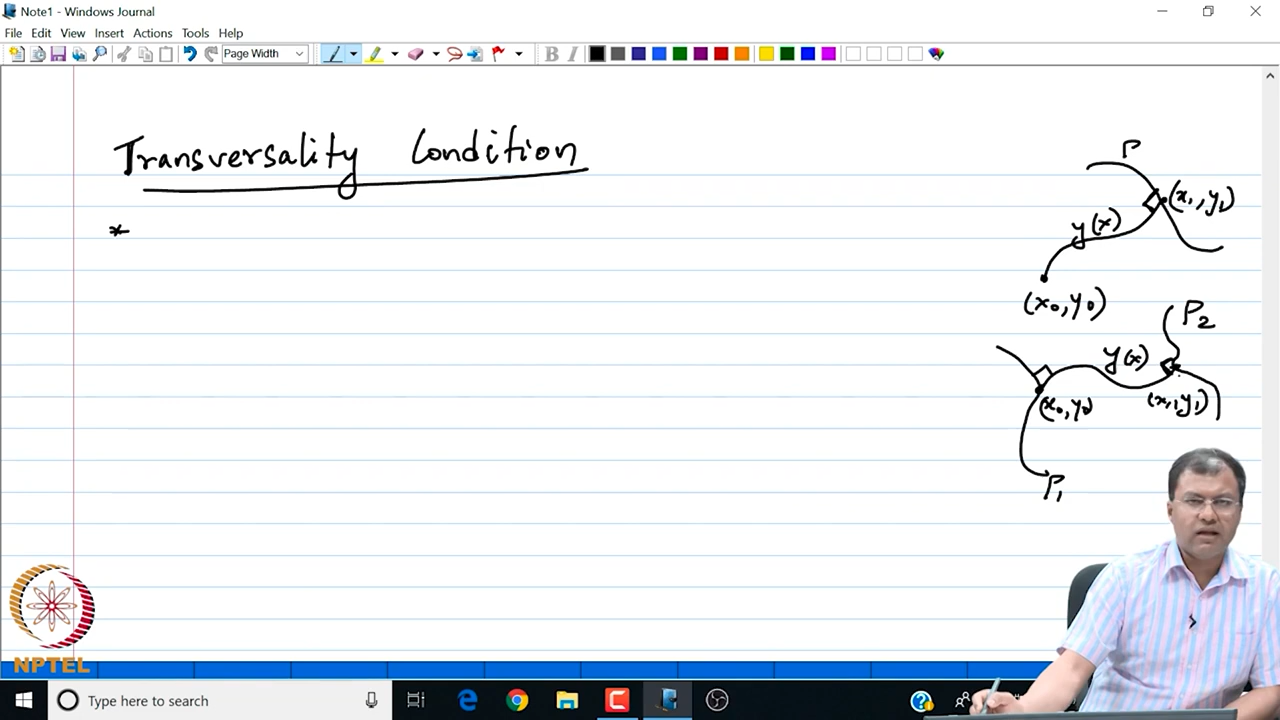 Note1 - Windows Journal
File Edit View Insert Actions Tools Help
Page Width
B I
Transversality Condition
*
P
(x₁, y₁)
y(x)
(x₀, y₀)
P₂
y(x)
(x₀, y₀)
(x₁, y₁)
P₁
NPTEL
Type here to search